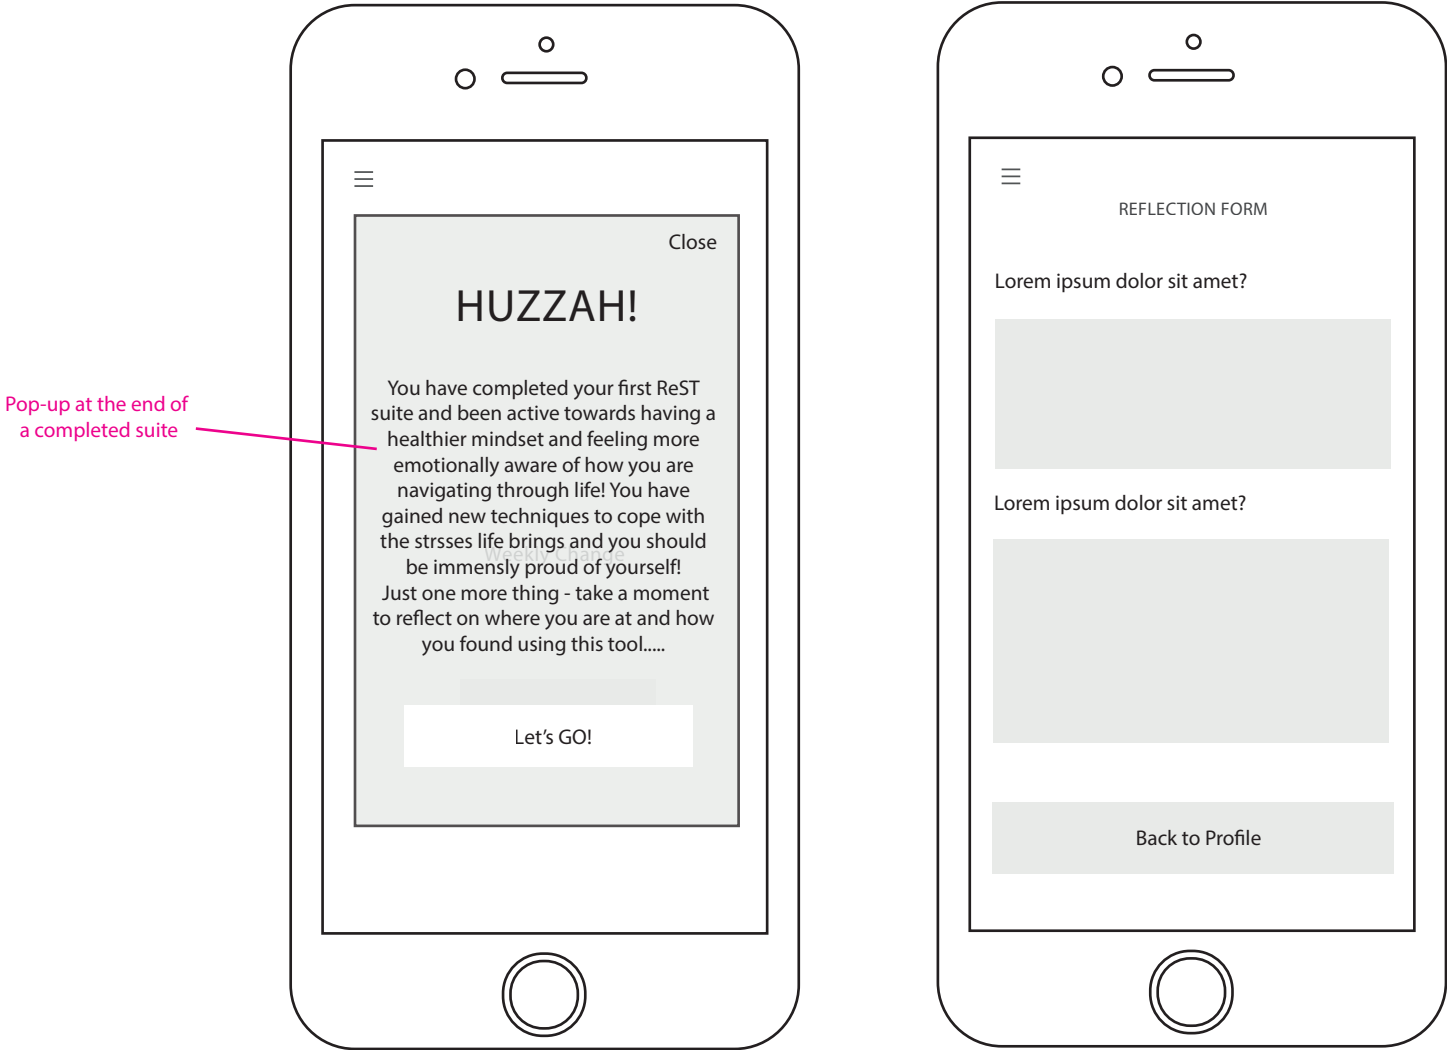 Pop-up at the end of
a completed suite
Close
HUZZAH!
You have completed your first ReST
suite and been active towards having a
healthier mindset and feeling more
emotionally aware of how you are
navigating through life! You have
gained new techniques to cope with
the strsses life brings and you should
Weekly Change
be immensly proud of yourself!
Just one more thing - take a moment
to reflect on where you are at and how
you found using this tool.....
Let's GO!
REFLECTION FORM
Lorem ipsum dolor sit amet?
Lorem ipsum dolor sit amet?
Back to Profile